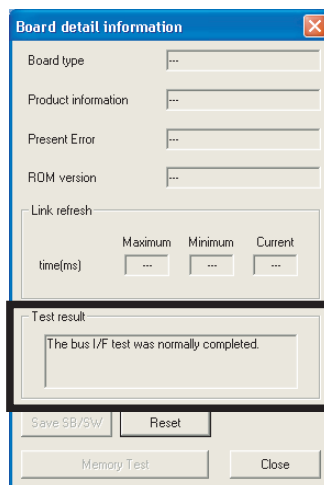 Board detail information
Board type ---
Product information ---
Present Error ---
ROM version ---
Link refresh
Maximum Minimum Current
time(ms) --- --- ---
Test result
The bus I/F test was normally completed.
Save SB/SW Reset
Memory Test Close